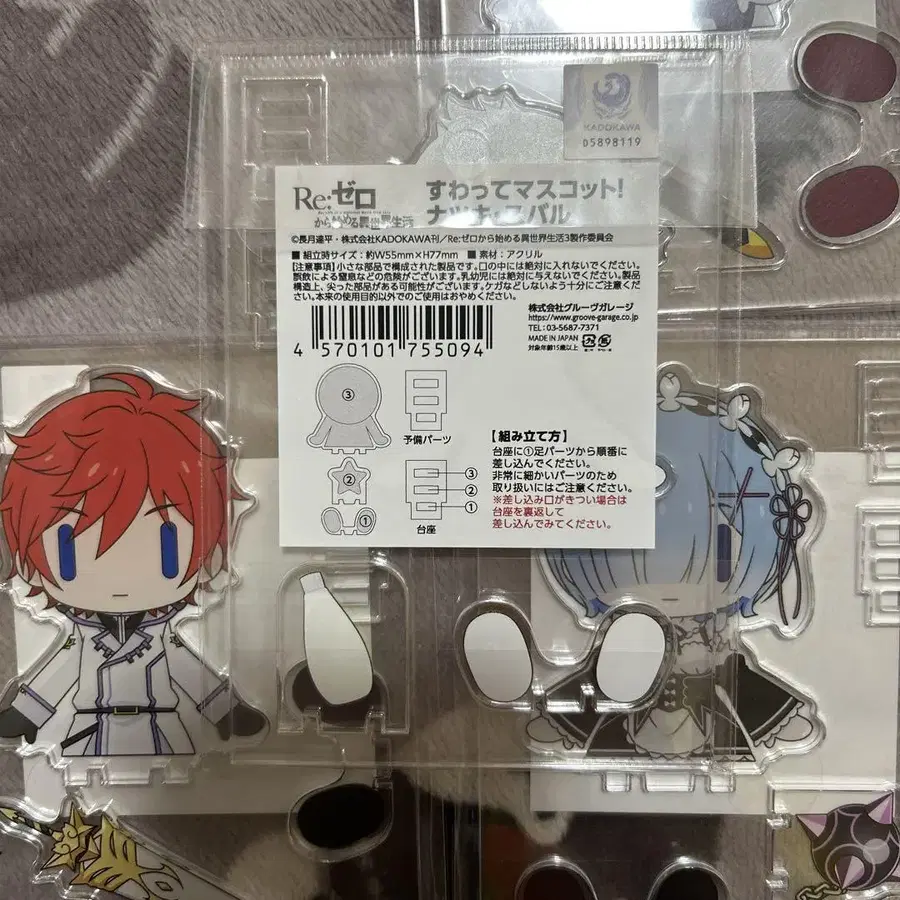 KADOKAWA
D5898119
Re:ゼロ
から始める異世界生活
すわってマスコット!
ナツキ・スバル
©長月達平・株式会社KADOKAWA刊／Re:ゼロから始める異世界生活3製作委員会
■ 組立時サイズ：約W55mm×H77mm ■ 素材：アクリル
【注意事項】小さな部品で構成された製品です。口の中には絶対に入れないでください。
誤飲による窒息などの危険がございます。乳幼児には絶対に与えないでください。製品
構造上、尖った部品がある可能性がございます。ケガなどしないよう十分にご注意くだ
さい。本来の使用目的以外でのご使用はおやめください。
株式会社グルーヴガレージ
https://www.groove-garage.co.jp
TEL：03-5687-7371
MADE IN JAPAN
対象年齢15歳以上
4 570101 755094
③
予備パーツ
②
①
③
②
①
台座
【組み立て方】
台座に①足パーツから順番に
差し込んでください。
非常に細かいパーツのため
取り扱いにはご注意ください。
※差し込み口がきつい場合は
台座を裏返して
差し込んでみてください。